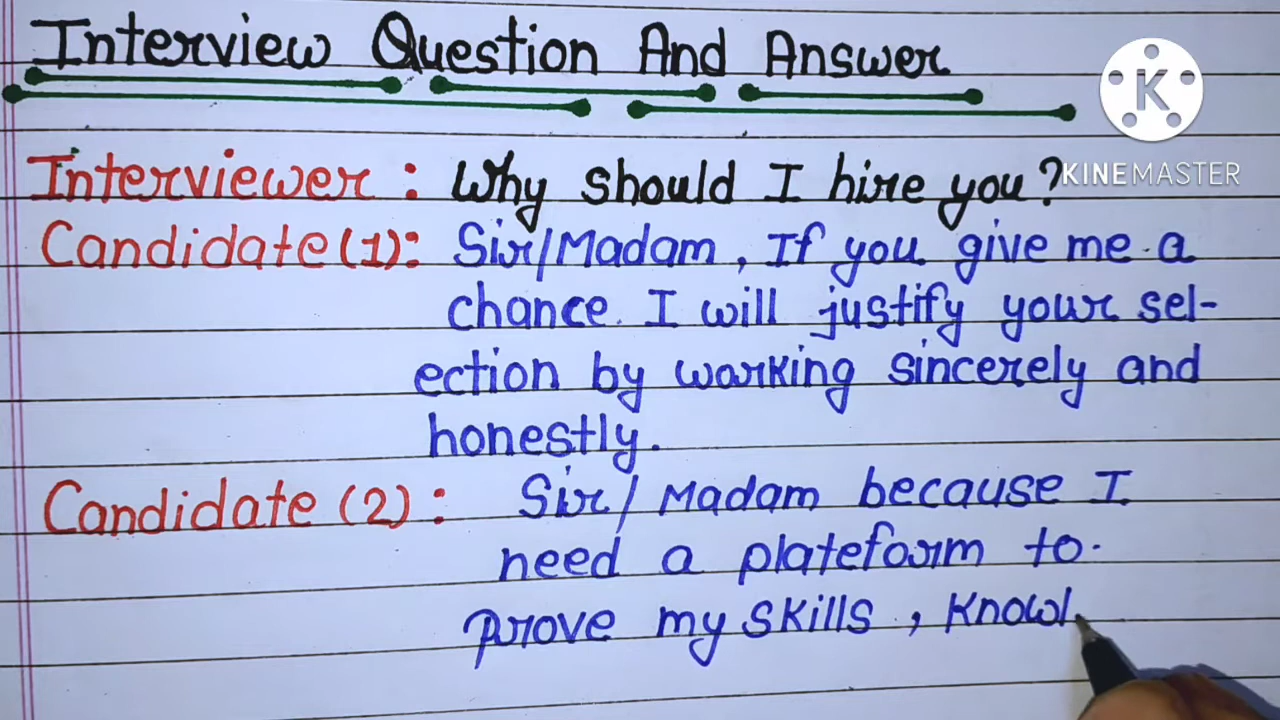 Interview Question And Answer
K
KINEMASTER
Interviewer : Why should I hire you?
Candidate (1): Sir/Madam, If you give me a
chance. I will justify your sel-
ection by working sincerely and
honestly.
Candidate (2) : Sir/ Madam because I
need a plateform to.
prove my skills, Knowl